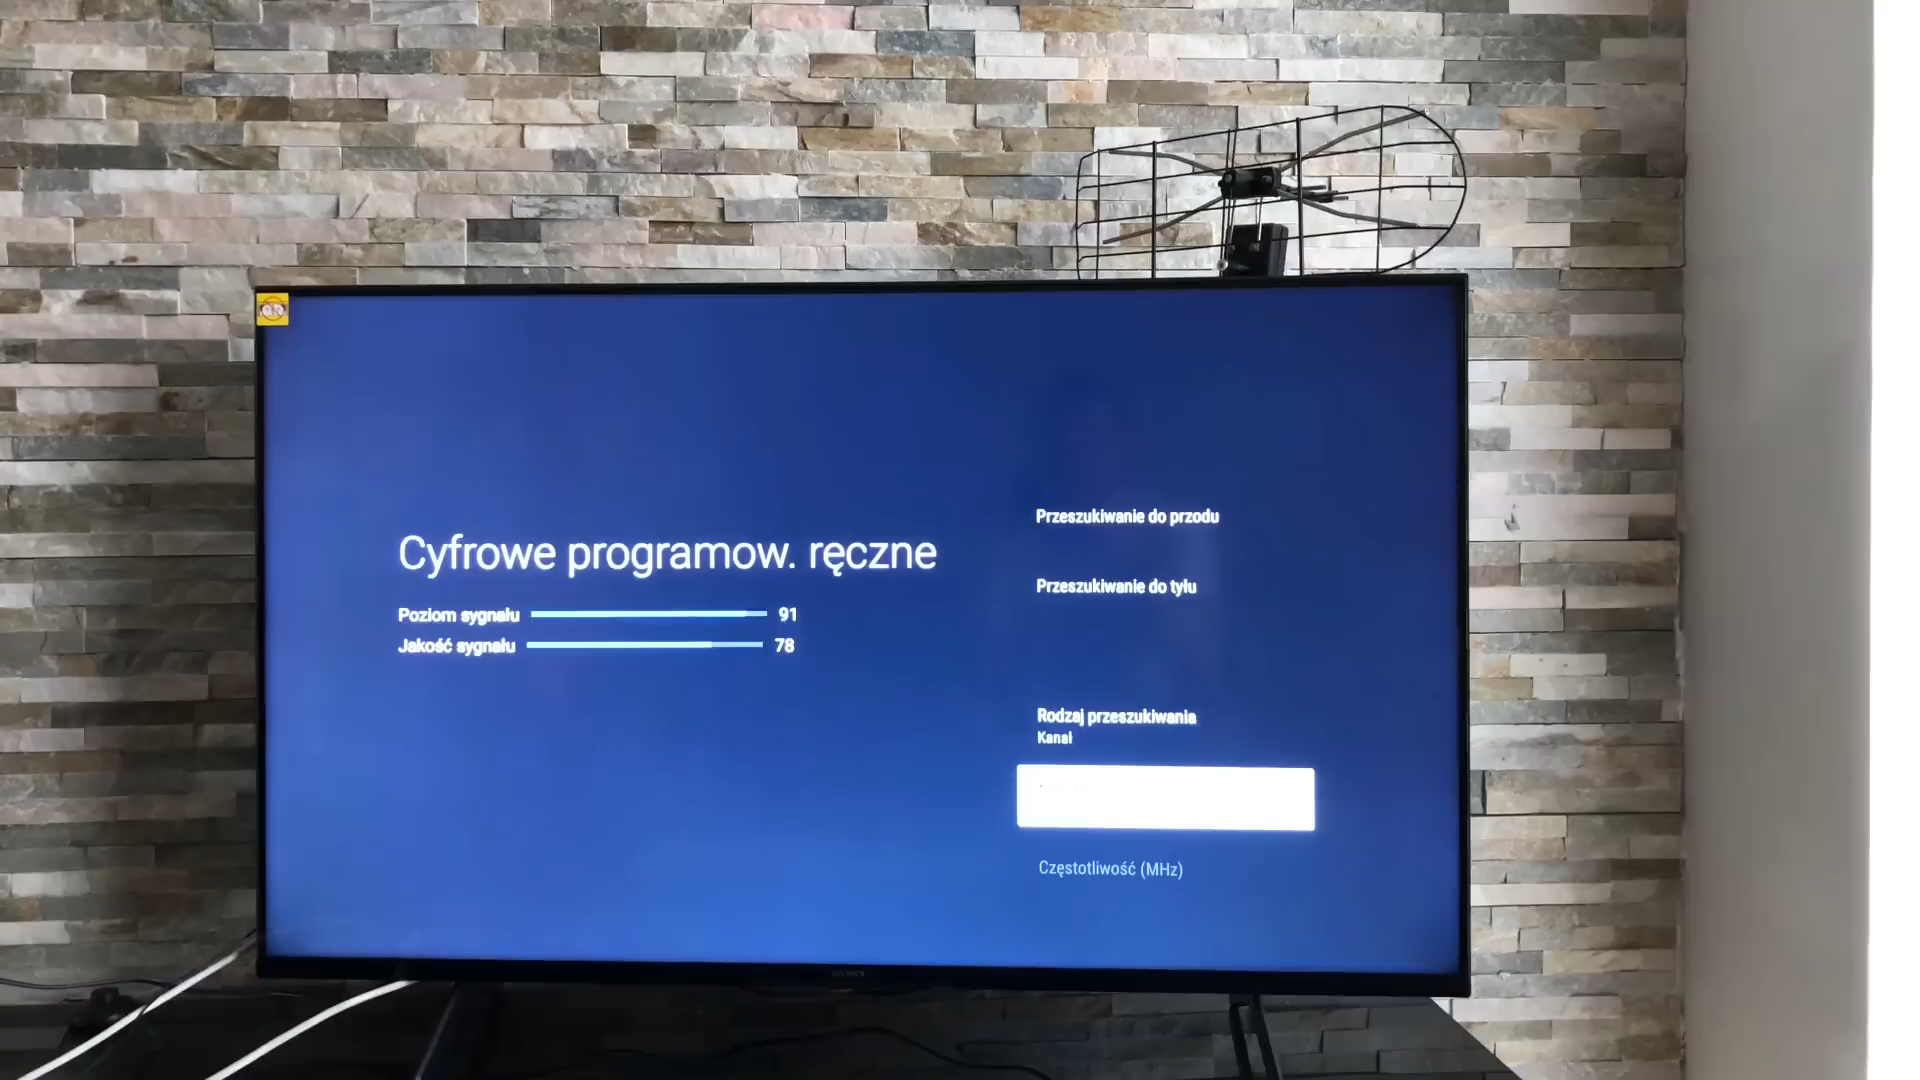 Cyfrowe programow. ręczne
Poziom sygnału 91
Jakość sygnału 78
Przeszukiwanie do przodu
Przeszukiwanie do tyłu
Rodzaj przeszukiwania
Kanał
Częstotliwość (MHz)
SONY